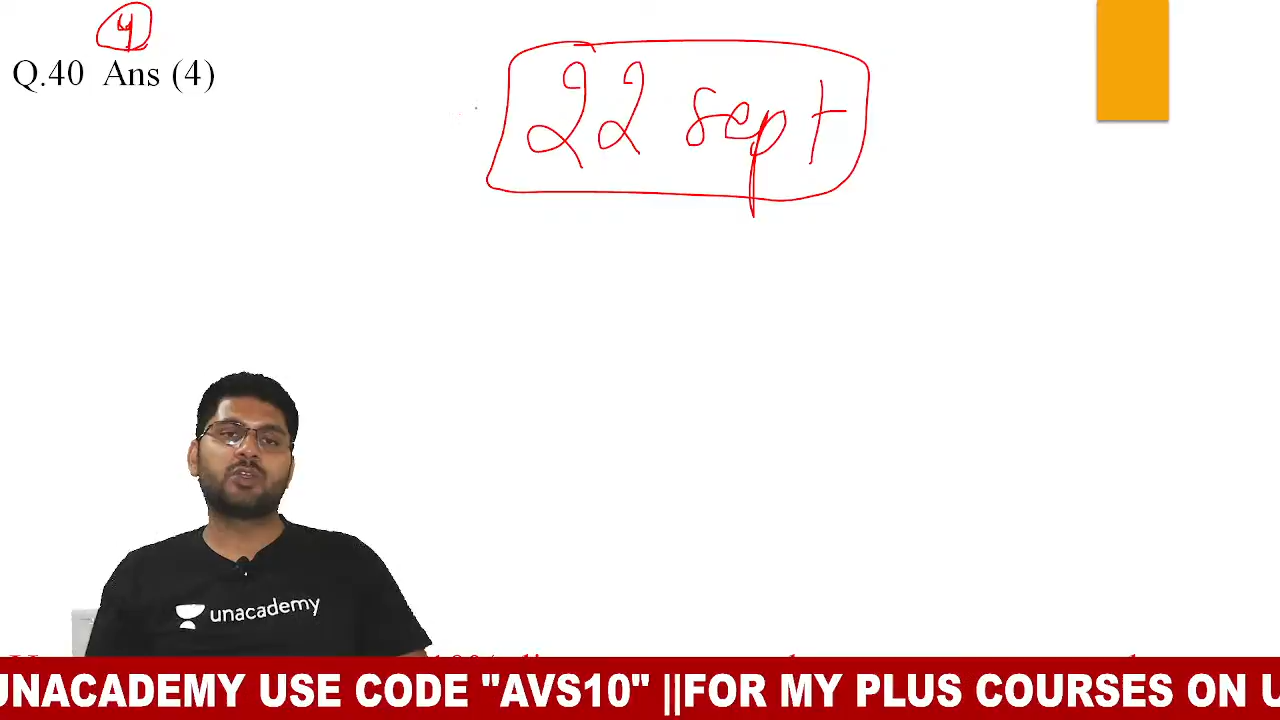 4
Q.40 Ans (4)
22 sept
unacademy
UNACADEMY USE CODE "AVS10" ||FOR MY PLUS COURSES ON U